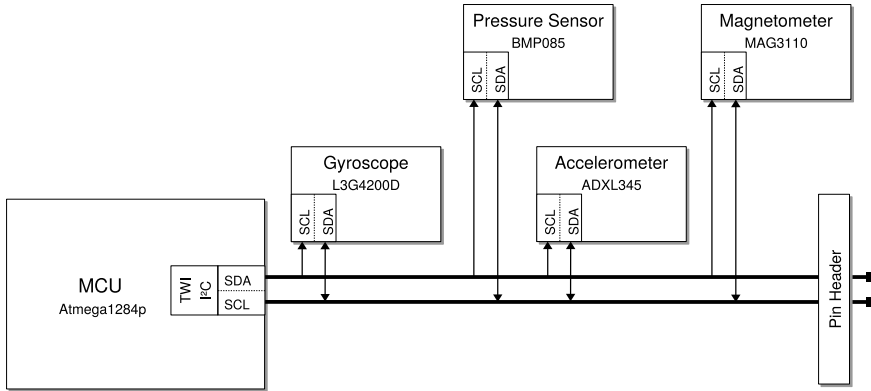 Pressure Sensor
BMP085
SCL
SDA
Magnetometer
MAG3110
SCL
SDA
Gyroscope
L3G4200D
SCL
SDA
Accelerometer
ADXL345
SCL
SDA
MCU
Atmega1284p
TWI
I²C
SDA
SCL
Pin Header